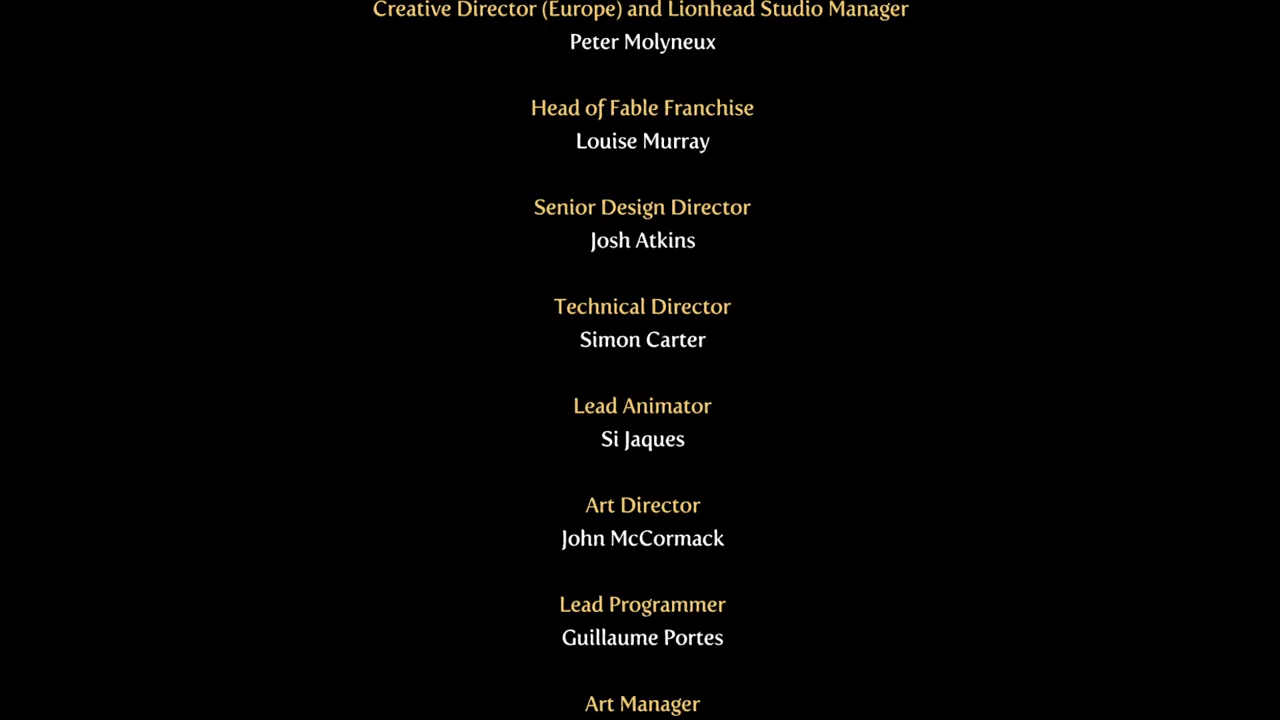 Creative Director (Europe) and Lionhead Studio Manager
Peter Molyneux
Head of Fable Franchise
Louise Murray
Senior Design Director
Josh Atkins
Technical Director
Simon Carter
Lead Animator
Si Jaques
Art Director
John McCormack
Lead Programmer
Guillaume Portes
Art Manager